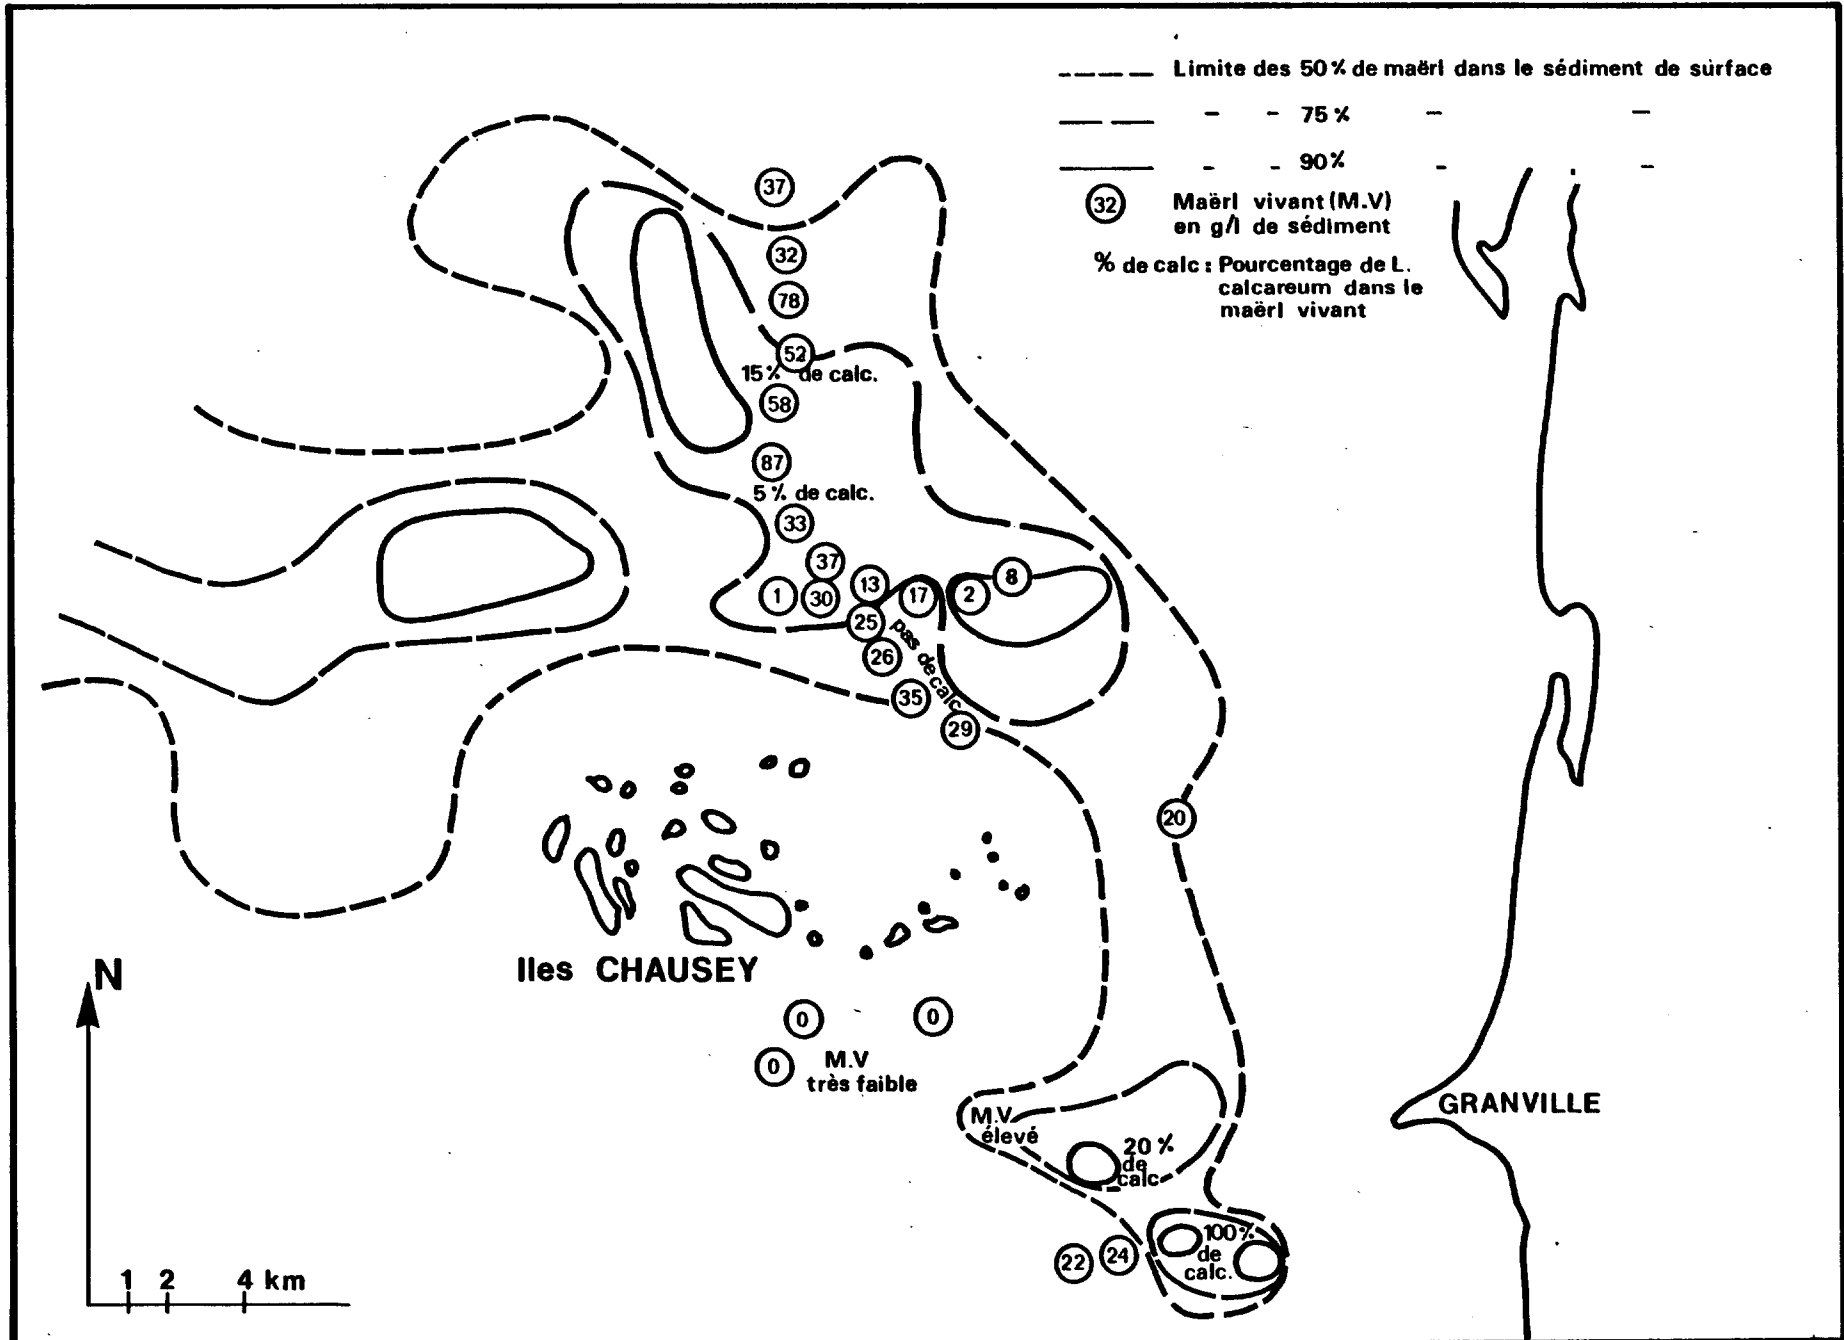 Limite des 50% de maërl dans le sédiment de surface
- - 75% - -
- - 90% - -
32 Maërl vivant (M.V)
en g/l de sédiment
% de calc : Pourcentage de L.
calcareum dans le
maërl vivant
37
32
78
52
15% de calc.
58
87
5% de calc.
33
37
1
30
13
17
2
8
25
pas de calc.
26
35
29
20
Iles CHAUSEY
N
0
0
0
M.V
très faible
M.V.
élevé
GRANVILLE
20%
de
calc.
100%
de
calc.
22
24
1 2 4 km